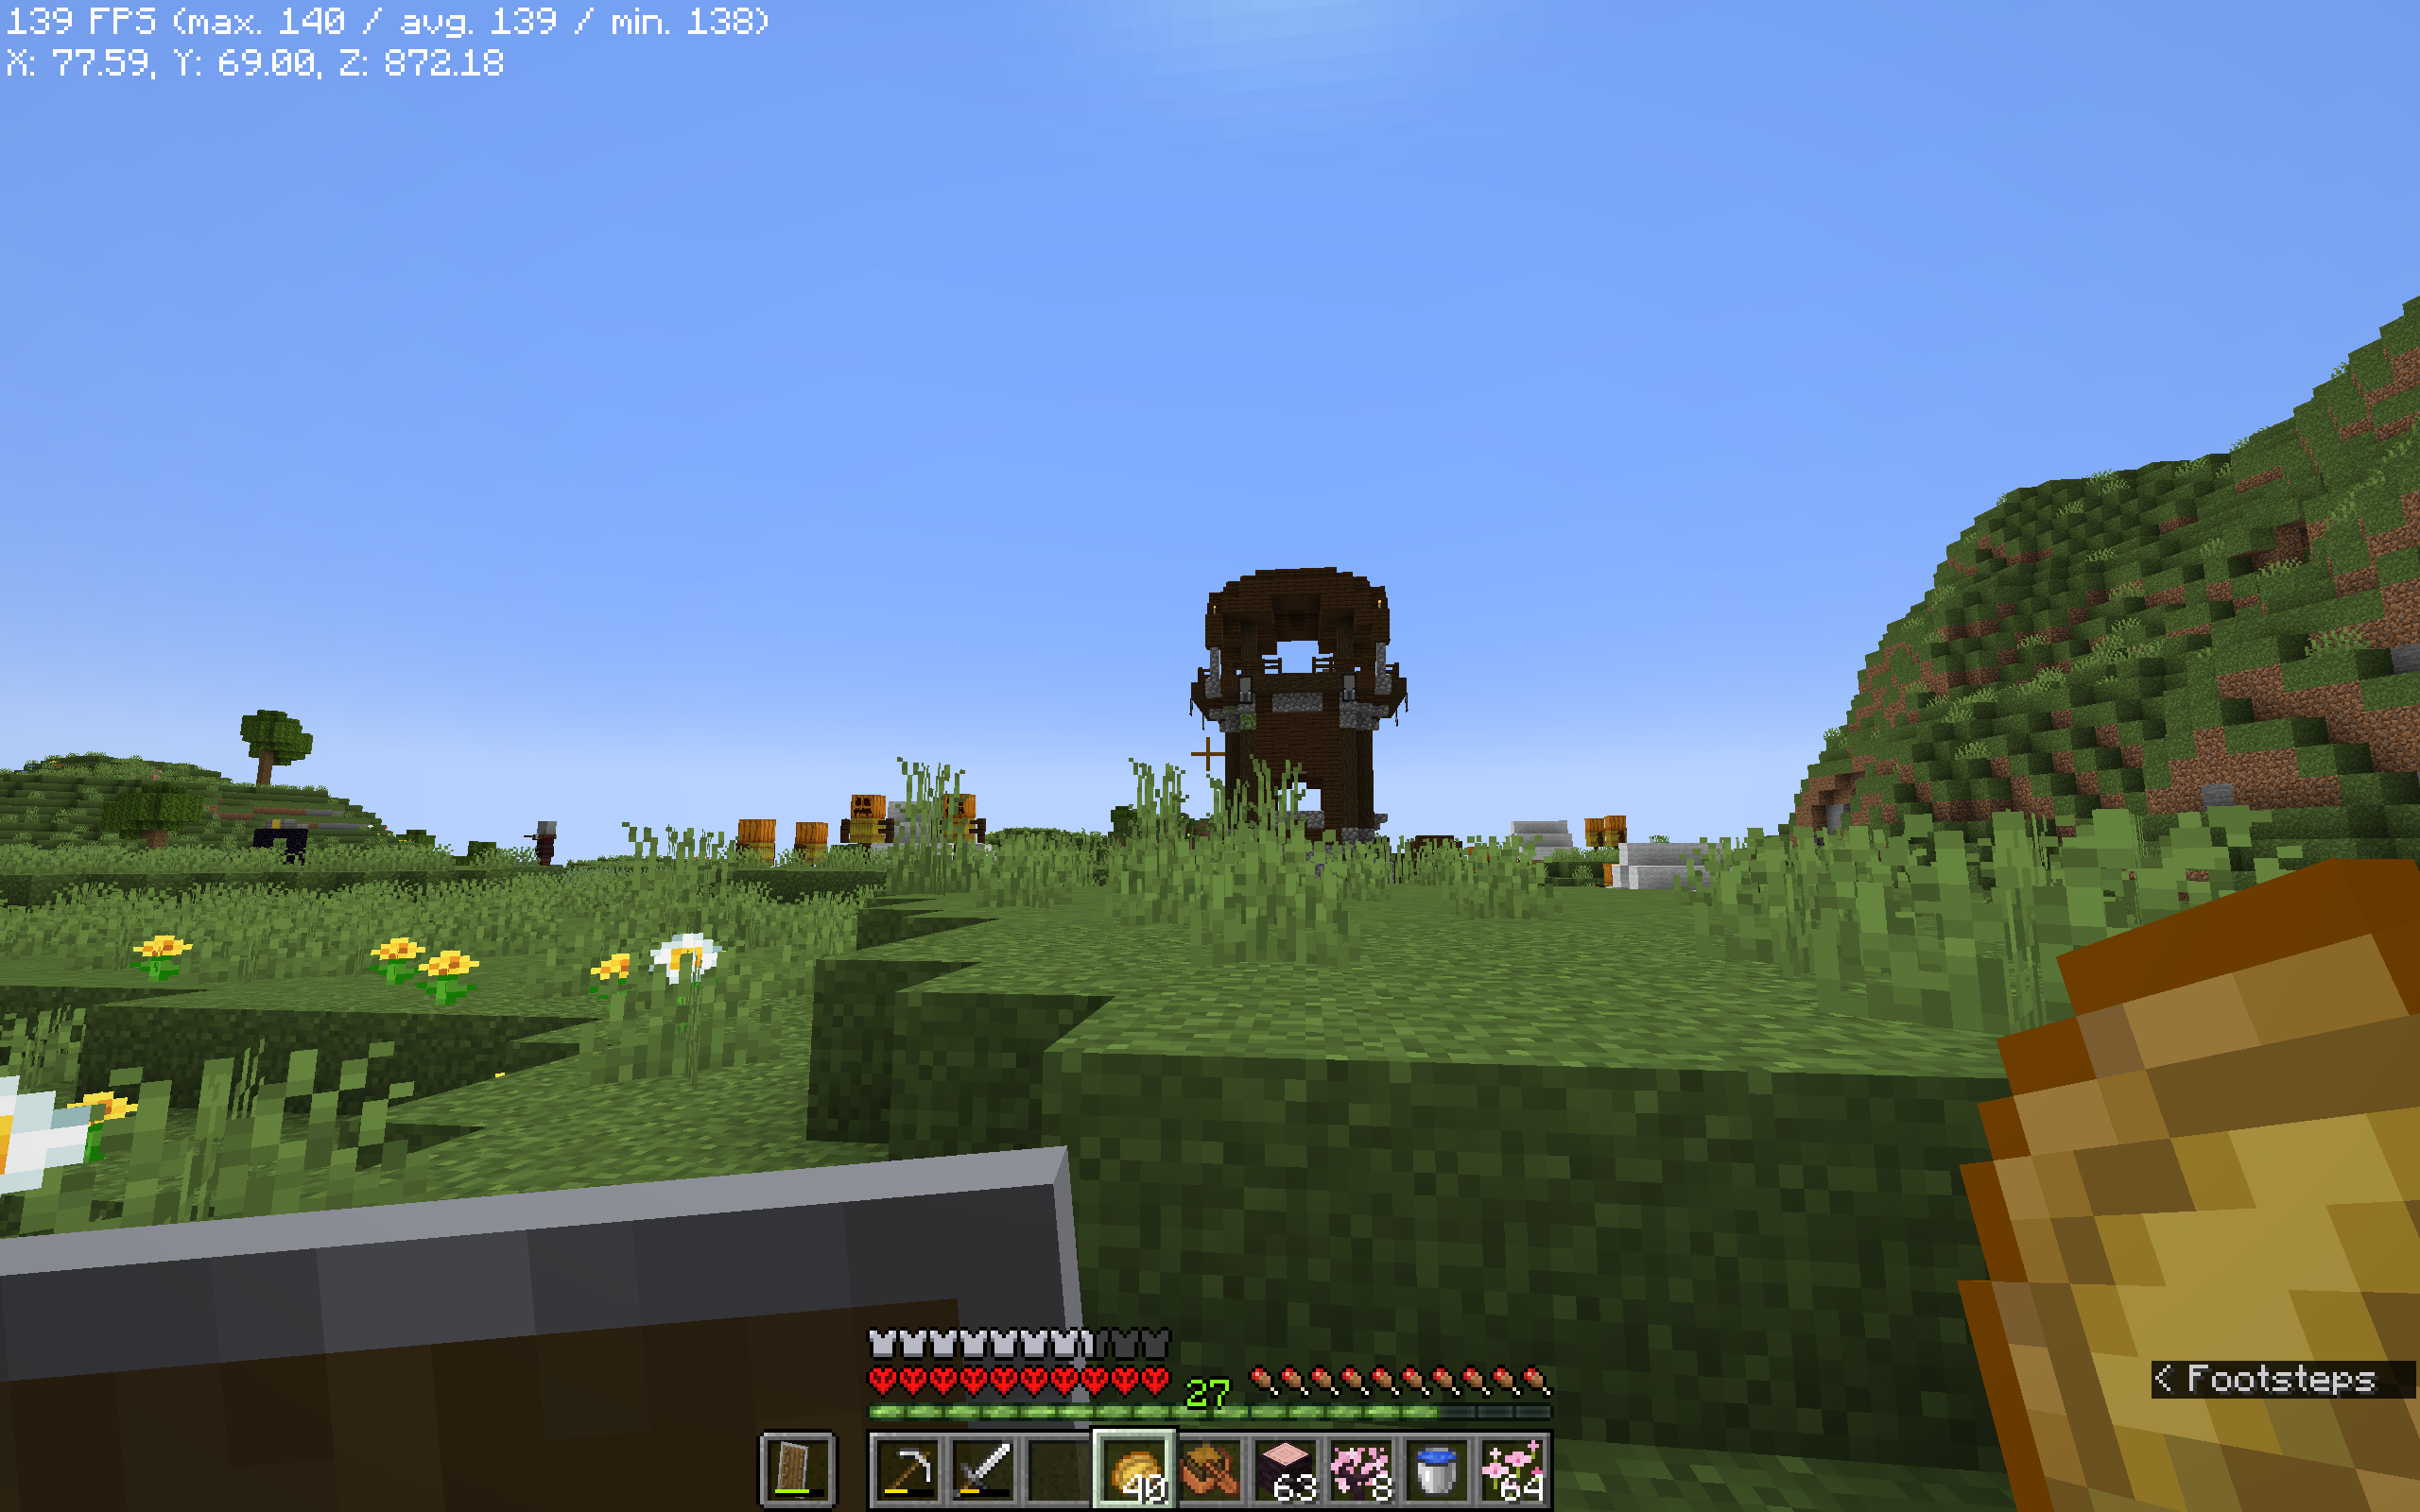 139 FPS (max. 140 / avg. 139 / min. 138)
X: 77.59, Y: 69.00, Z: 872.18
27
< Footsteps
40
63
8
64